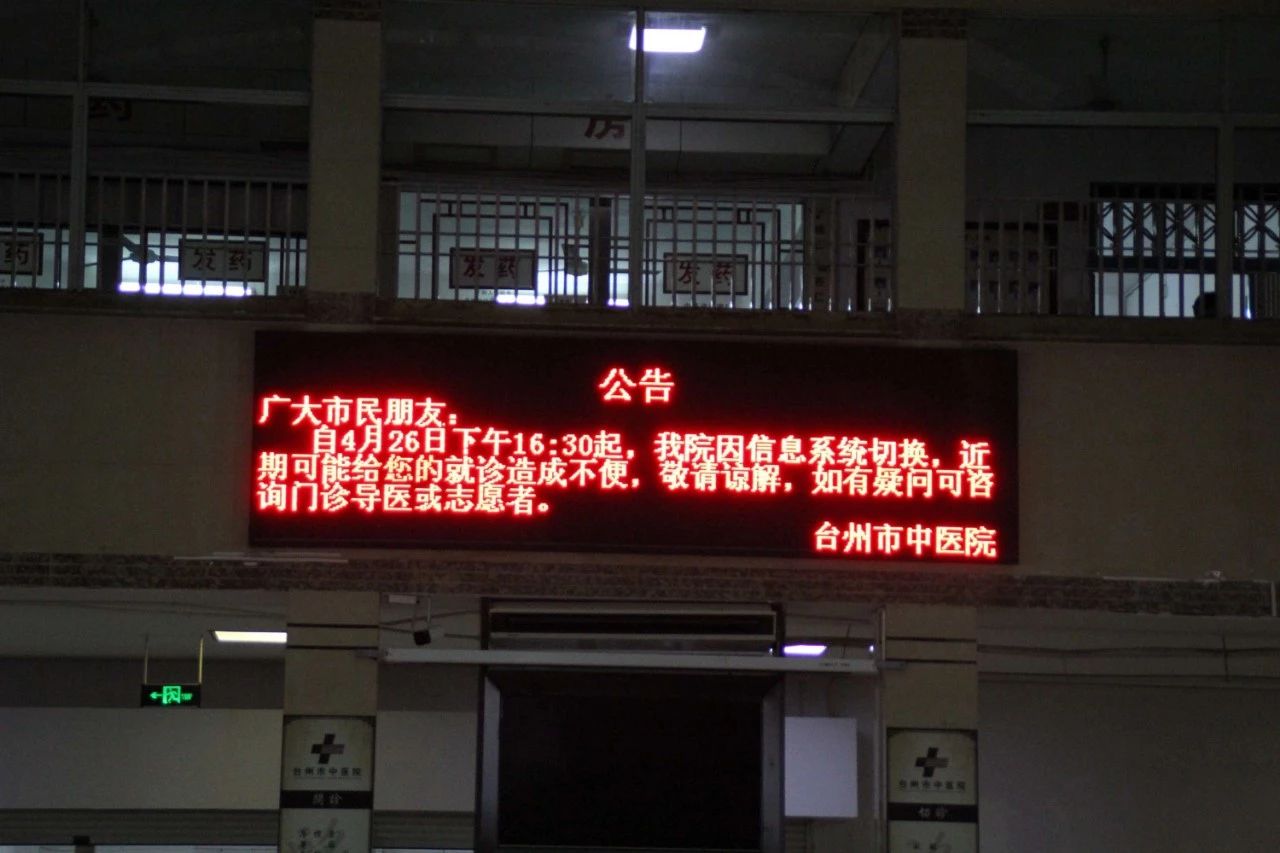 药
房
药
发药
发药
发药
公告
广大市民朋友：
自4月26日下午16:30起，我院因信息系统切换，近
期可能给您的就诊造成不便，敬请谅解，如有疑问可咨
询门诊导医或志愿者。
台州市中医院
台州市中医院
台州市中医院